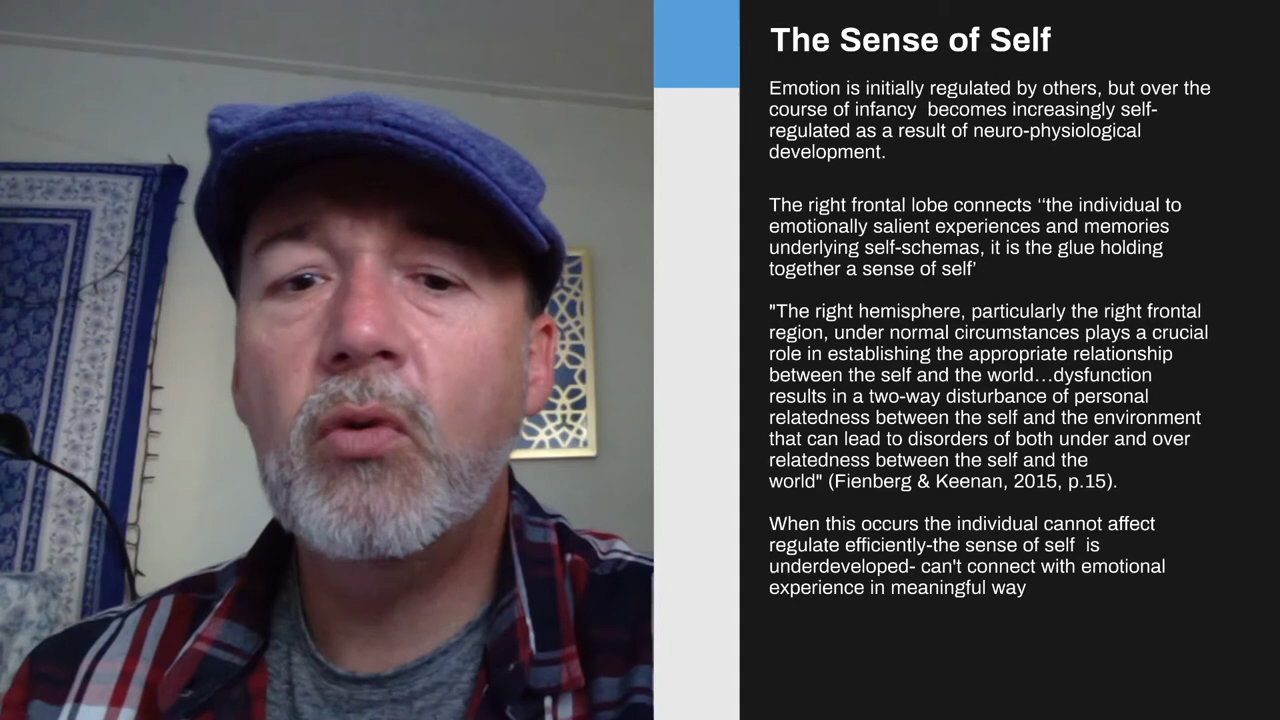 The Sense of Self
Emotion is initially regulated by others, but over the
course of infancy  becomes increasingly self-
regulated as a result of neuro-physiological
development.
The right frontal lobe connects ‘‘the individual to
emotionally salient experiences and memories
underlying self-schemas, it is the glue holding
together a sense of self’
"The right hemisphere, particularly the right frontal
region, under normal circumstances plays a crucial
role in establishing the appropriate relationship
between the self and the world…dysfunction
results in a two-way disturbance of personal
relatedness between the self and the environment
that can lead to disorders of both under and over
relatedness between the self and the
world" (Fienberg & Keenan, 2015, p.15).
When this occurs the individual cannot affect
regulate efficiently-the sense of self  is
underdeveloped- can't connect with emotional
experience in meaningful way